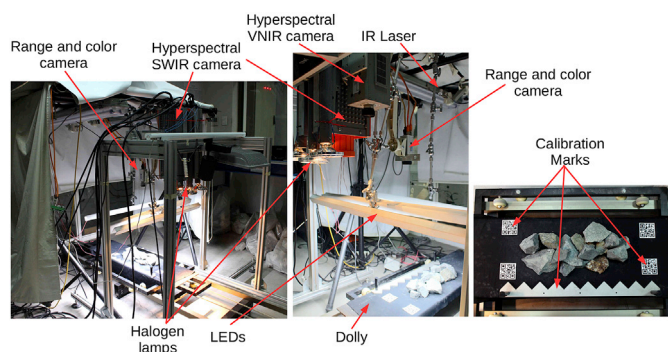 Range and color
camera
Hyperspectral
SWIR camera
Hyperspectral
VNIR camera
IR Laser
Range and color
camera
Calibration
Marks
Halogen
lamps
LEDs
Dolly